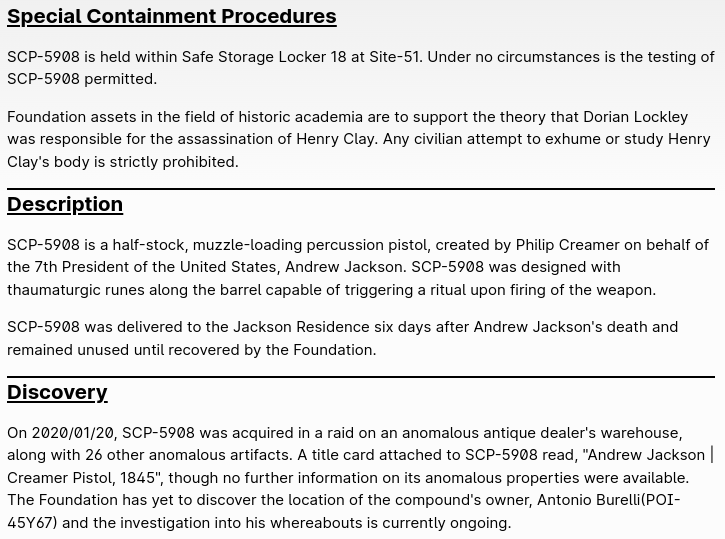 Special Containment Procedures
SCP-5908 is held within Safe Storage Locker 18 at Site-51. Under no circumstances is the testing of
SCP-5908 permitted.
Foundation assets in the field of historic academia are to support the theory that Dorian Lockley
was responsible for the assassination of Henry Clay. Any civilian attempt to exhume or study Henry
Clay's body is strictly prohibited.
Description
SCP-5908 is a half-stock, muzzle-loading percussion pistol, created by Philip Creamer on behalf of
the 7th President of the United States, Andrew Jackson. SCP-5908 was designed with
thaumaturgic runes along the barrel capable of triggering a ritual upon firing of the weapon.
SCP-5908 was delivered to the Jackson Residence six days after Andrew Jackson's death and
remained unused until recovered by the Foundation.
Discovery
On 2020/01/20, SCP-5908 was acquired in a raid on an anomalous antique dealer's warehouse,
along with 26 other anomalous artifacts. A title card attached to SCP-5908 read, "Andrew Jackson |
Creamer Pistol, 1845", though no further information on its anomalous properties were available.
The Foundation has yet to discover the location of the compound's owner, Antonio Burelli(POI-
45Y67) and the investigation into his whereabouts is currently ongoing.